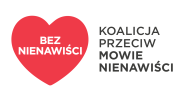 BEZ
NIENAWIŚCI
KOALICJA
PRZECIW
MOWIE
NIENAWIŚCI